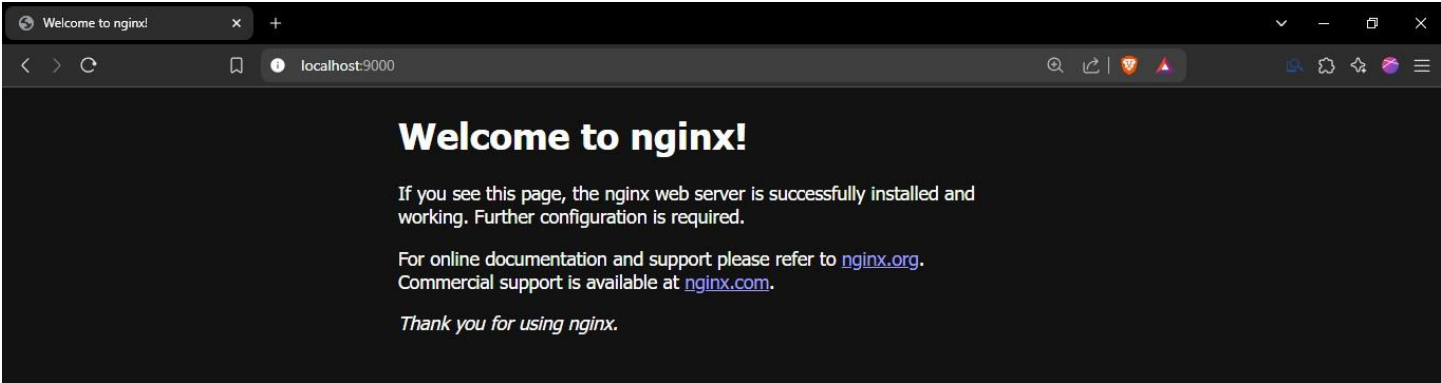 Welcome to nginx!
localhost:9000
Welcome to nginx!
If you see this page, the nginx web server is successfully installed and
working. Further configuration is required.
For online documentation and support please refer to nginx.org.
Commercial support is available at nginx.com.
Thank you for using nginx.